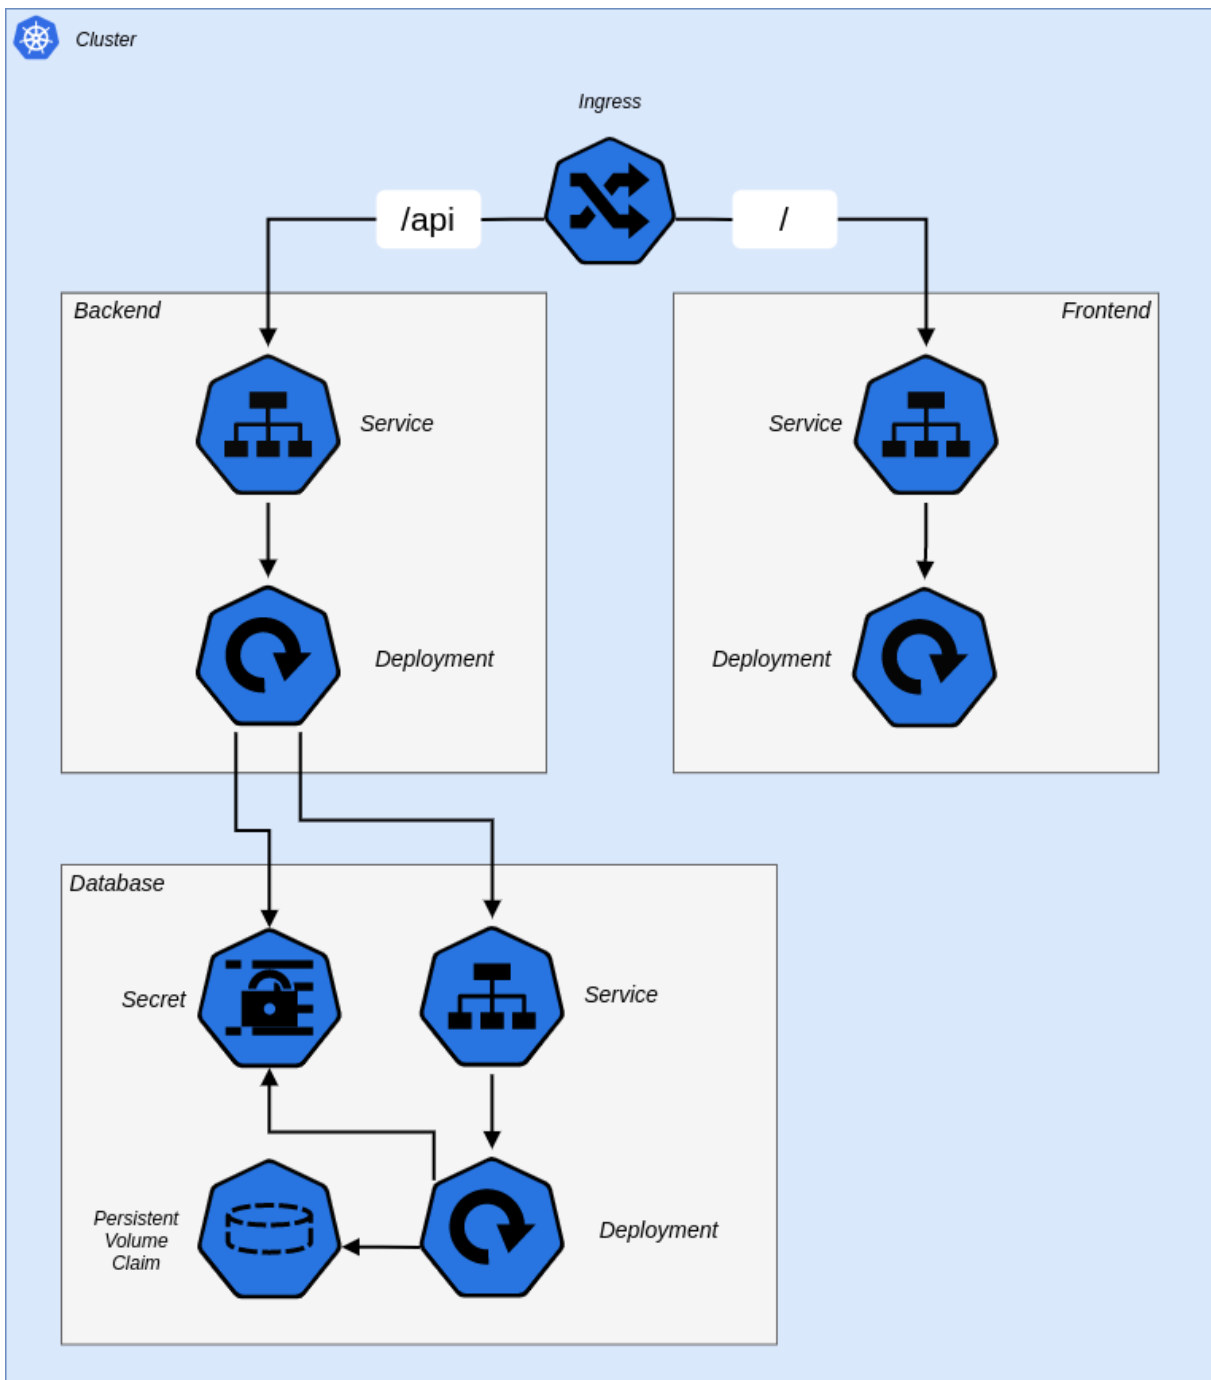 Cluster
Ingress
/api
/
Backend
Frontend
Service
Service
Deployment
Deployment
Database
Secret
Service
Persistent
Volume
Claim
Deployment